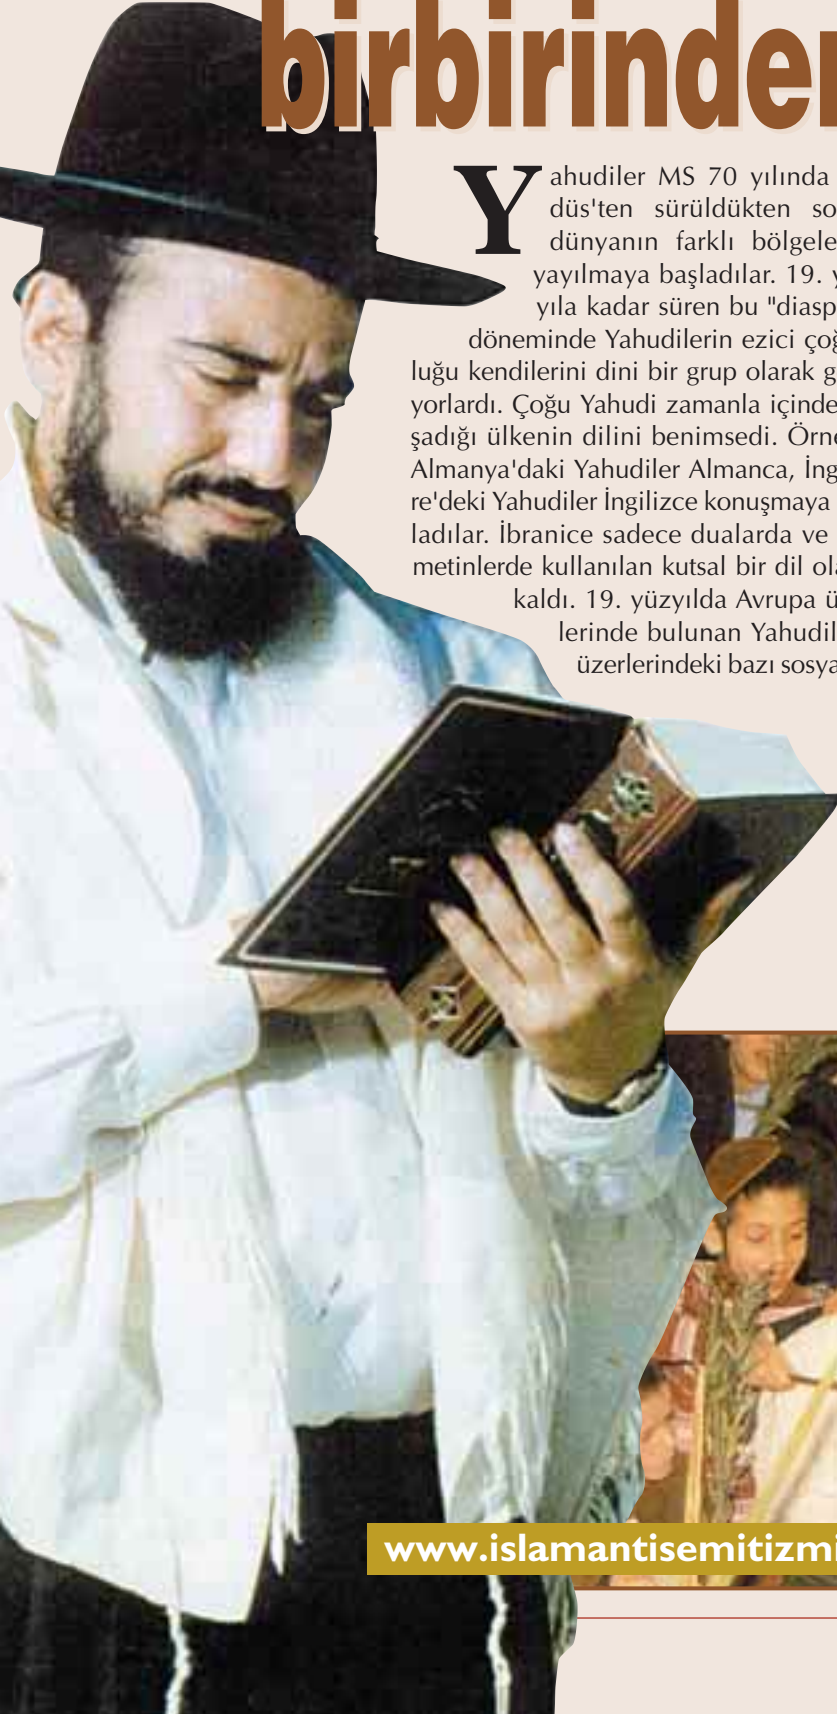 birbirinden
Yahudiler MS 70 yılında
düs'ten sürüldükten so
dünyanın farklı bölgele
yayılmaya başladılar. 19. y
yıla kadar süren bu "diasp
döneminde Yahudilerin ezici çoğ
luğu kendilerini dini bir grup olarak g
yorlardı. Çoğu Yahudi zamanla içinde
şadığı ülkenin dilini benimsedi. Örne
Almanya'daki Yahudiler Almanca, İng
re'deki Yahudiler İngilizce konuşmaya
ladılar. İbranice sadece dualarda ve
metinlerde kullanılan kutsal bir dil ola
kaldı. 19. yüzyılda Avrupa ü
lerinde bulunan Yahudil
üzerlerindeki bazı sosya
www.islamantisemitizmi